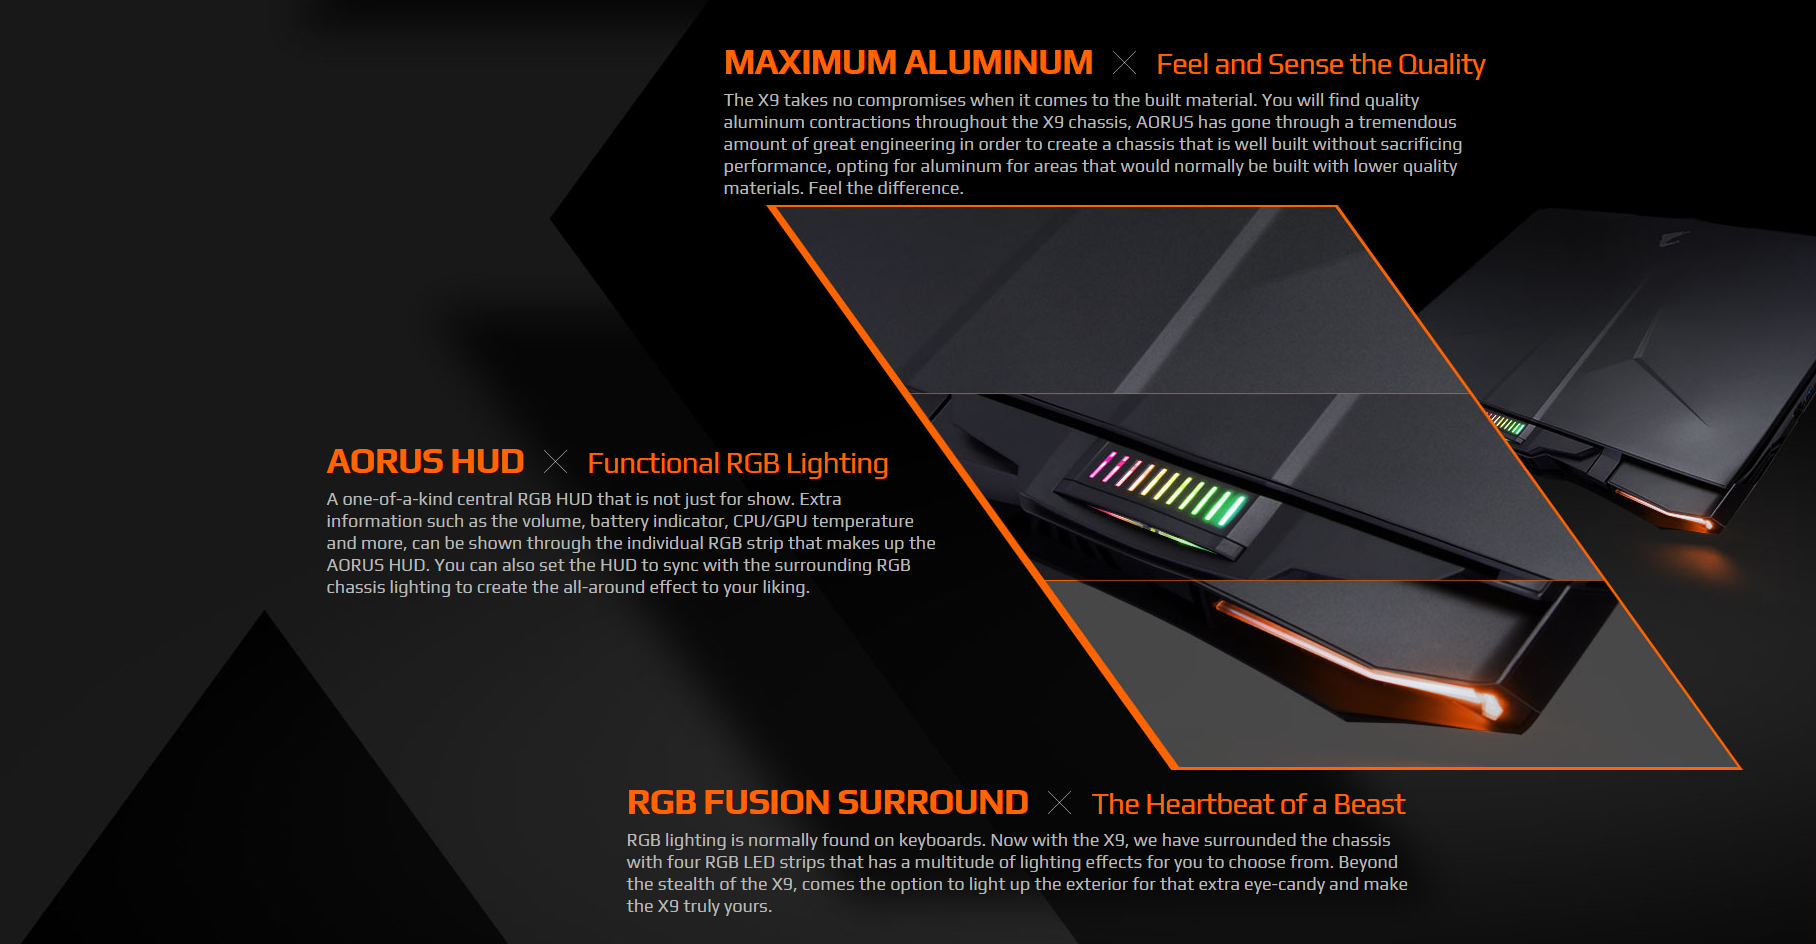 MAXIMUM ALUMINUM × Feel and Sense the Quality
The X9 takes no compromises when it comes to the built material. You will find quality
aluminum contractions throughout the X9 chassis, AORUS has gone through a tremendous
amount of great engineering in order to create a chassis that is well built without sacrificing
performance, opting for aluminum for areas that would normally be built with lower quality
materials. Feel the difference.
AORUS HUD × Functional RGB Lighting
A one-of-a-kind central RGB HUD that is not just for show. Extra
information such as the volume, battery indicator, CPU/GPU temperature
and more, can be shown through the individual RGB strip that makes up the
AORUS HUD. You can also set the HUD to sync with the surrounding RGB
chassis lighting to create the all-around effect to your liking.
RGB FUSION SURROUND × The Heartbeat of a Beast
RGB lighting is normally found on keyboards. Now with the X9, we have surrounded the chassis
with four RGB LED strips that has a multitude of lighting effects for you to choose from. Beyond
the stealth of the X9, comes the option to light up the exterior for that extra eye-candy and make
the X9 truly yours.